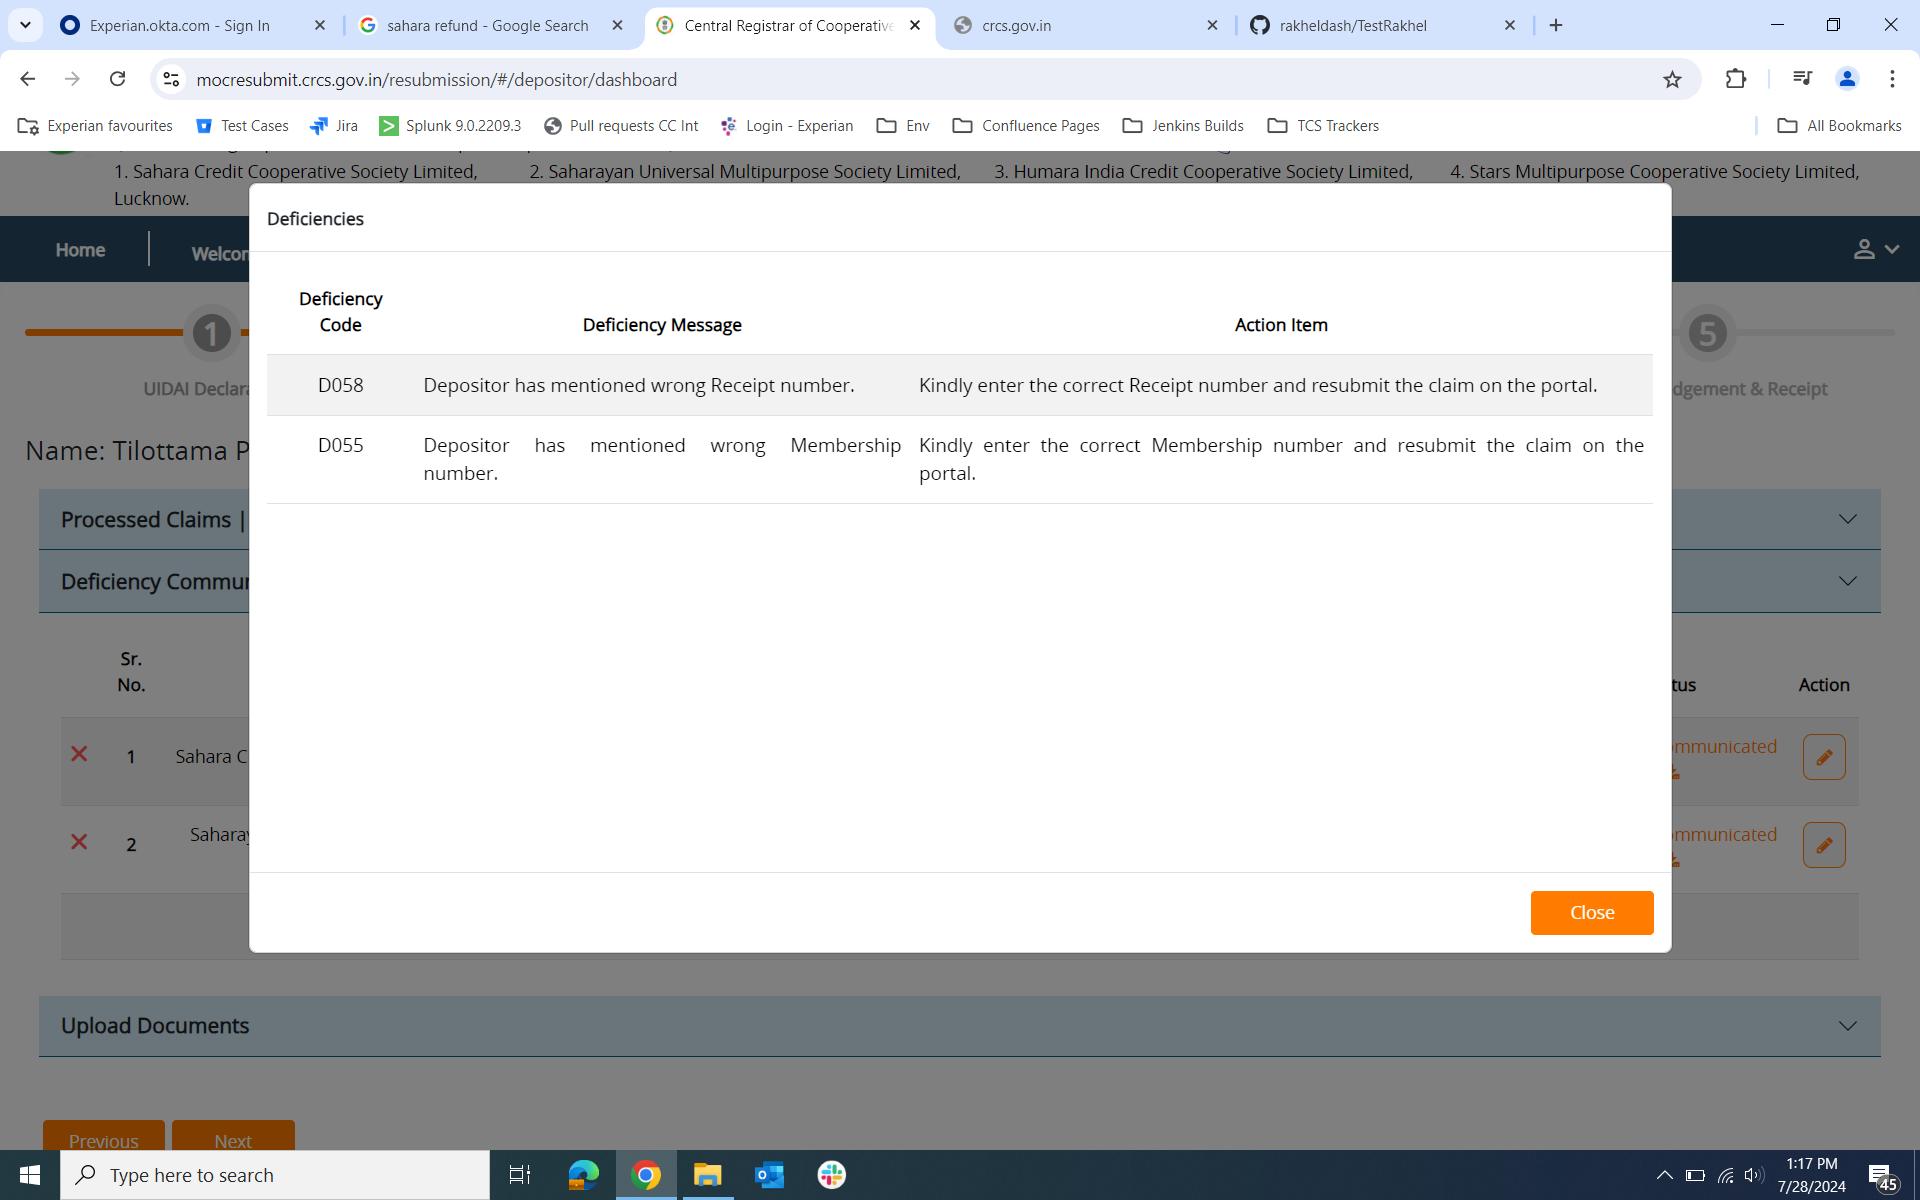 Experian.okta.com - Sign In
sahara refund - Google Search
Central Registrar of Cooperative
crcs.gov.in
rakheldash/TestRakhel
mocresubmit.crcs.gov.in/resubmission/#/depositor/dashboard
Experian favourites
Test Cases
Jira
Splunk 9.0.2209.3
Pull requests CC Int
Login - Experian
Env
Confluence Pages
Jenkins Builds
TCS Trackers
All Bookmarks
1. Sahara Credit Cooperative Society Limited,
2. Saharayan Universal Multipurpose Society Limited,
3. Humara India Credit Cooperative Society Limited,
4. Stars Multipurpose Cooperative Society Limited,
Lucknow.
Home
Welcom
1
5
UIDAI Declara
dgement & Receipt
Name: Tilottama P
Deficiencies
Deficiency
Code
Deficiency Message
Action Item
D058
Depositor has mentioned wrong Receipt number.
Kindly enter the correct Receipt number and resubmit the claim on the portal.
D055
Depositor has mentioned wrong Membership
number.
Kindly enter the correct Membership number and resubmit the claim on the
portal.
Close
Processed Claims |
Deficiency Commun
Sr.
No.
tus
Action
1
Sahara C
mmunicated
2
Saharay
mmunicated
Upload Documents
Previous
Next
Type here to search
1:17 PM
7/28/2024
45